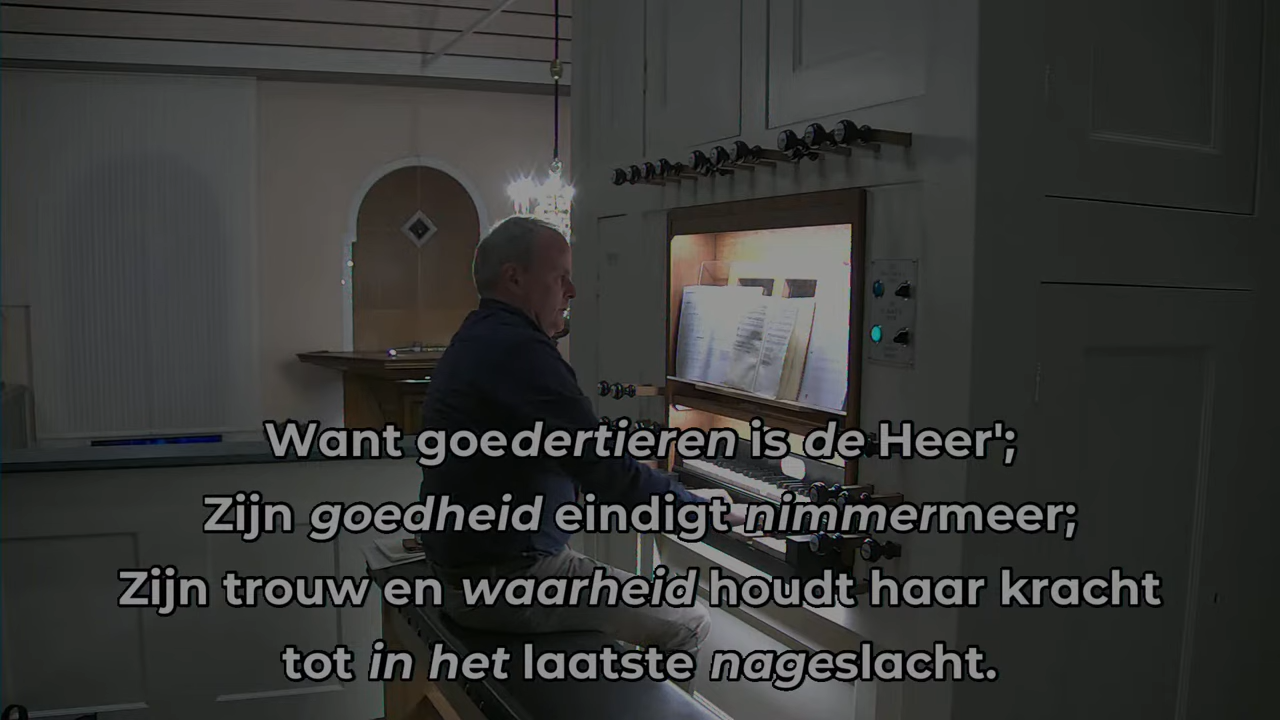 Want goedertieren is de Heer';
Zijn goedheid eindigt nimmermeer;
Zijn trouw en waarheid houdt haar kracht
tot in het laatste nageslacht.